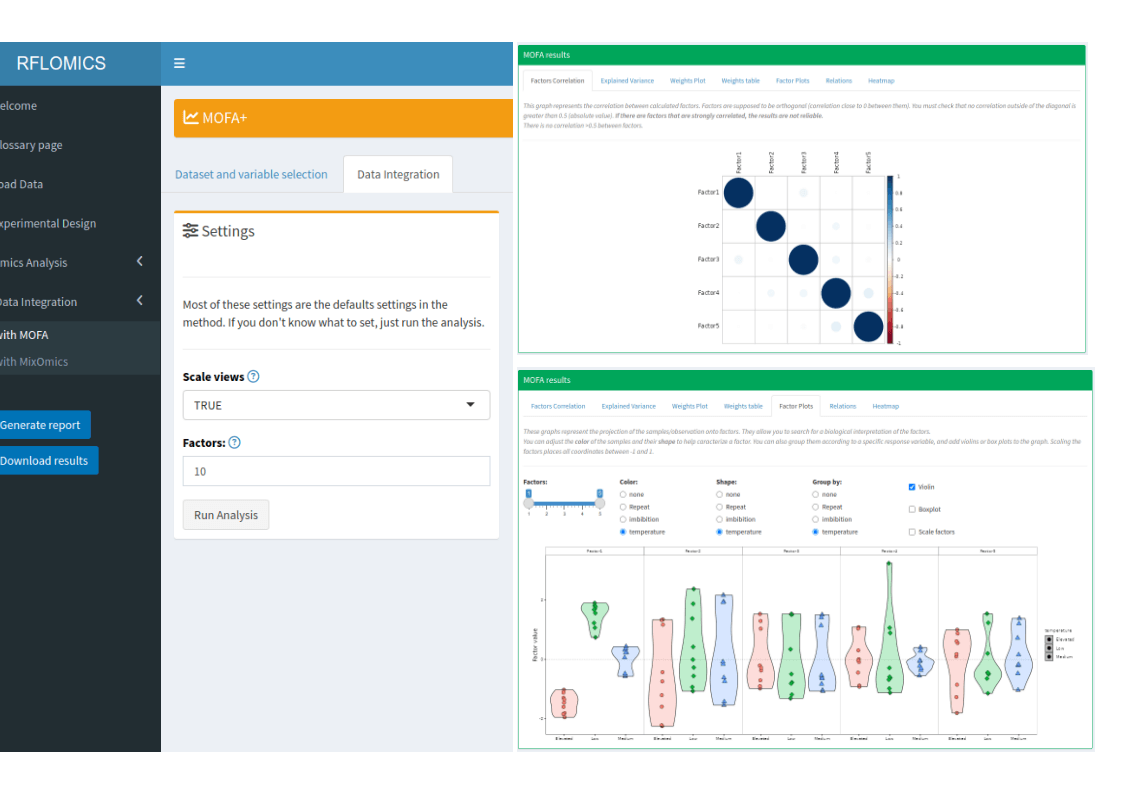 RFLOMICS
elcome
lossary page
oad Data
xperimental Design
mics Analysis
Data Integration
with MOFA
with MixOmics
Generate report
Download results
MOFA+
Dataset and variable selection
Data Integration
Settings
Most of these settings are the defaults settings in the
method. If you don't know what to set, just run the analysis.
Scale views ?
TRUE
Factors: ?
10
Run Analysis
MOFA results
Factors Correlation Explained Variance Weights Plot Weights table Factor Plots Relations Heatmap
This graph represents the correlation between calculated factors. Factors are supposed to be orthogonal (correlation close to 0 between them). You must check that no correlation outside of the diagonal is
greater than 0.5 (absolute value). If there are factors that are strongly correlated, the results are not reliable.
There is no correlation >0.5 between factors.
Factor1 Factor2 Factor3 Factor4 Factor5
Factor1
Factor2
Factor3
Factor4
Factor5
1
0.8
0.6
0.4
0.2
0
-0.2
-0.4
-0.6
-0.8
-1
MOFA results
Factors Correlation Explained Variance Weights Plot Weights table Factor Plots Relations Heatmap
These graphs represent the projection of the samples/observation onto factors. They allow you to search for a biological interpretation of the factors.
You can adjust the color of the samples and their shape to help caracterize a factor. You can also group them according to a specific response variable, and add violins or box plots to the graph. Scaling the
factors places all coordinates between -1 and 1.
Factors: Color: Shape: Group by:
1 5
1 2 3 4 5
none
Repeat
imbibition
temperature
none
Repeat
imbibition
temperature
none
Repeat
imbibition
temperature
Violin
Boxplot
Scale factors
Factor1 Factor2 Factor3 Factor4 Factor5
Factor value
2
0
-2
Elevated Low Medium Elevated Low Medium Elevated Low Medium Elevated Low Medium Elevated Low Medium
temperature
Elevated
Low
Medium